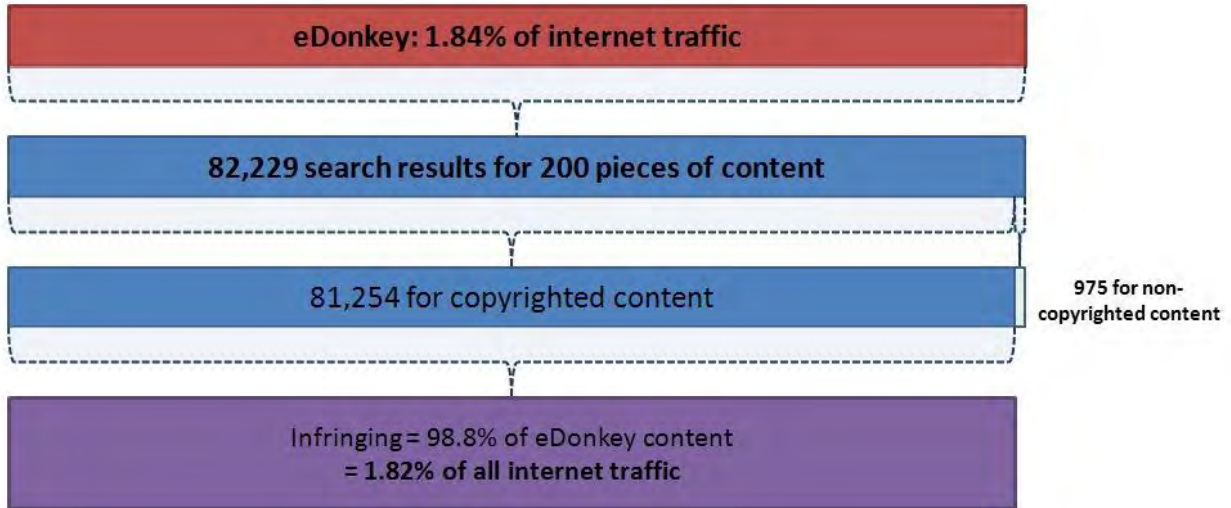 eDonkey: 1.84% of internet traffic
82,229 search results for 200 pieces of content
81,254 for copyrighted content
975 for non-
copyrighted content
Infringing = 98.8% of eDonkey content
= 1.82% of all internet traffic